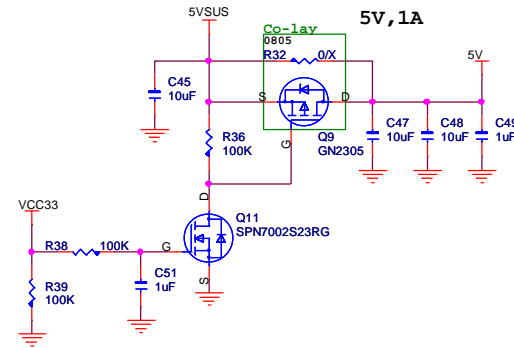 5VSUS
5V,1A
Co-lay
0805
R32 0/X
5V
C45
10uF
S
D
R36
100K
G
Q9
GN2305
C47
10uF
C48
10uF
C49
1uF
VCC33
D
Q11
SPN7002S23RG
R38 100K
G
C51
1uF
S
R39
100K